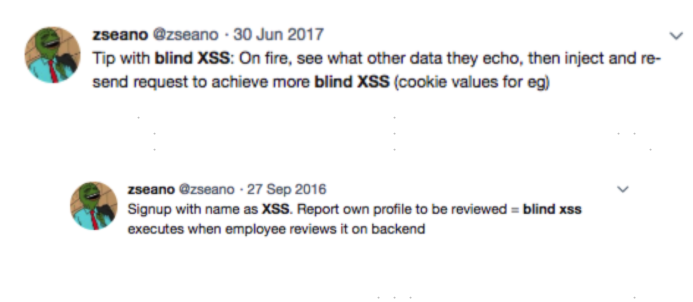 zseano @zseano · 30 Jun 2017
Tip with blind XSS: On fire, see what other data they echo, then inject and re-
send request to achieve more blind XSS (cookie values for eg)
zseano @zseano · 27 Sep 2016
Signup with name as XSS. Report own profile to be reviewed = blind xss
executes when employee reviews it on backend